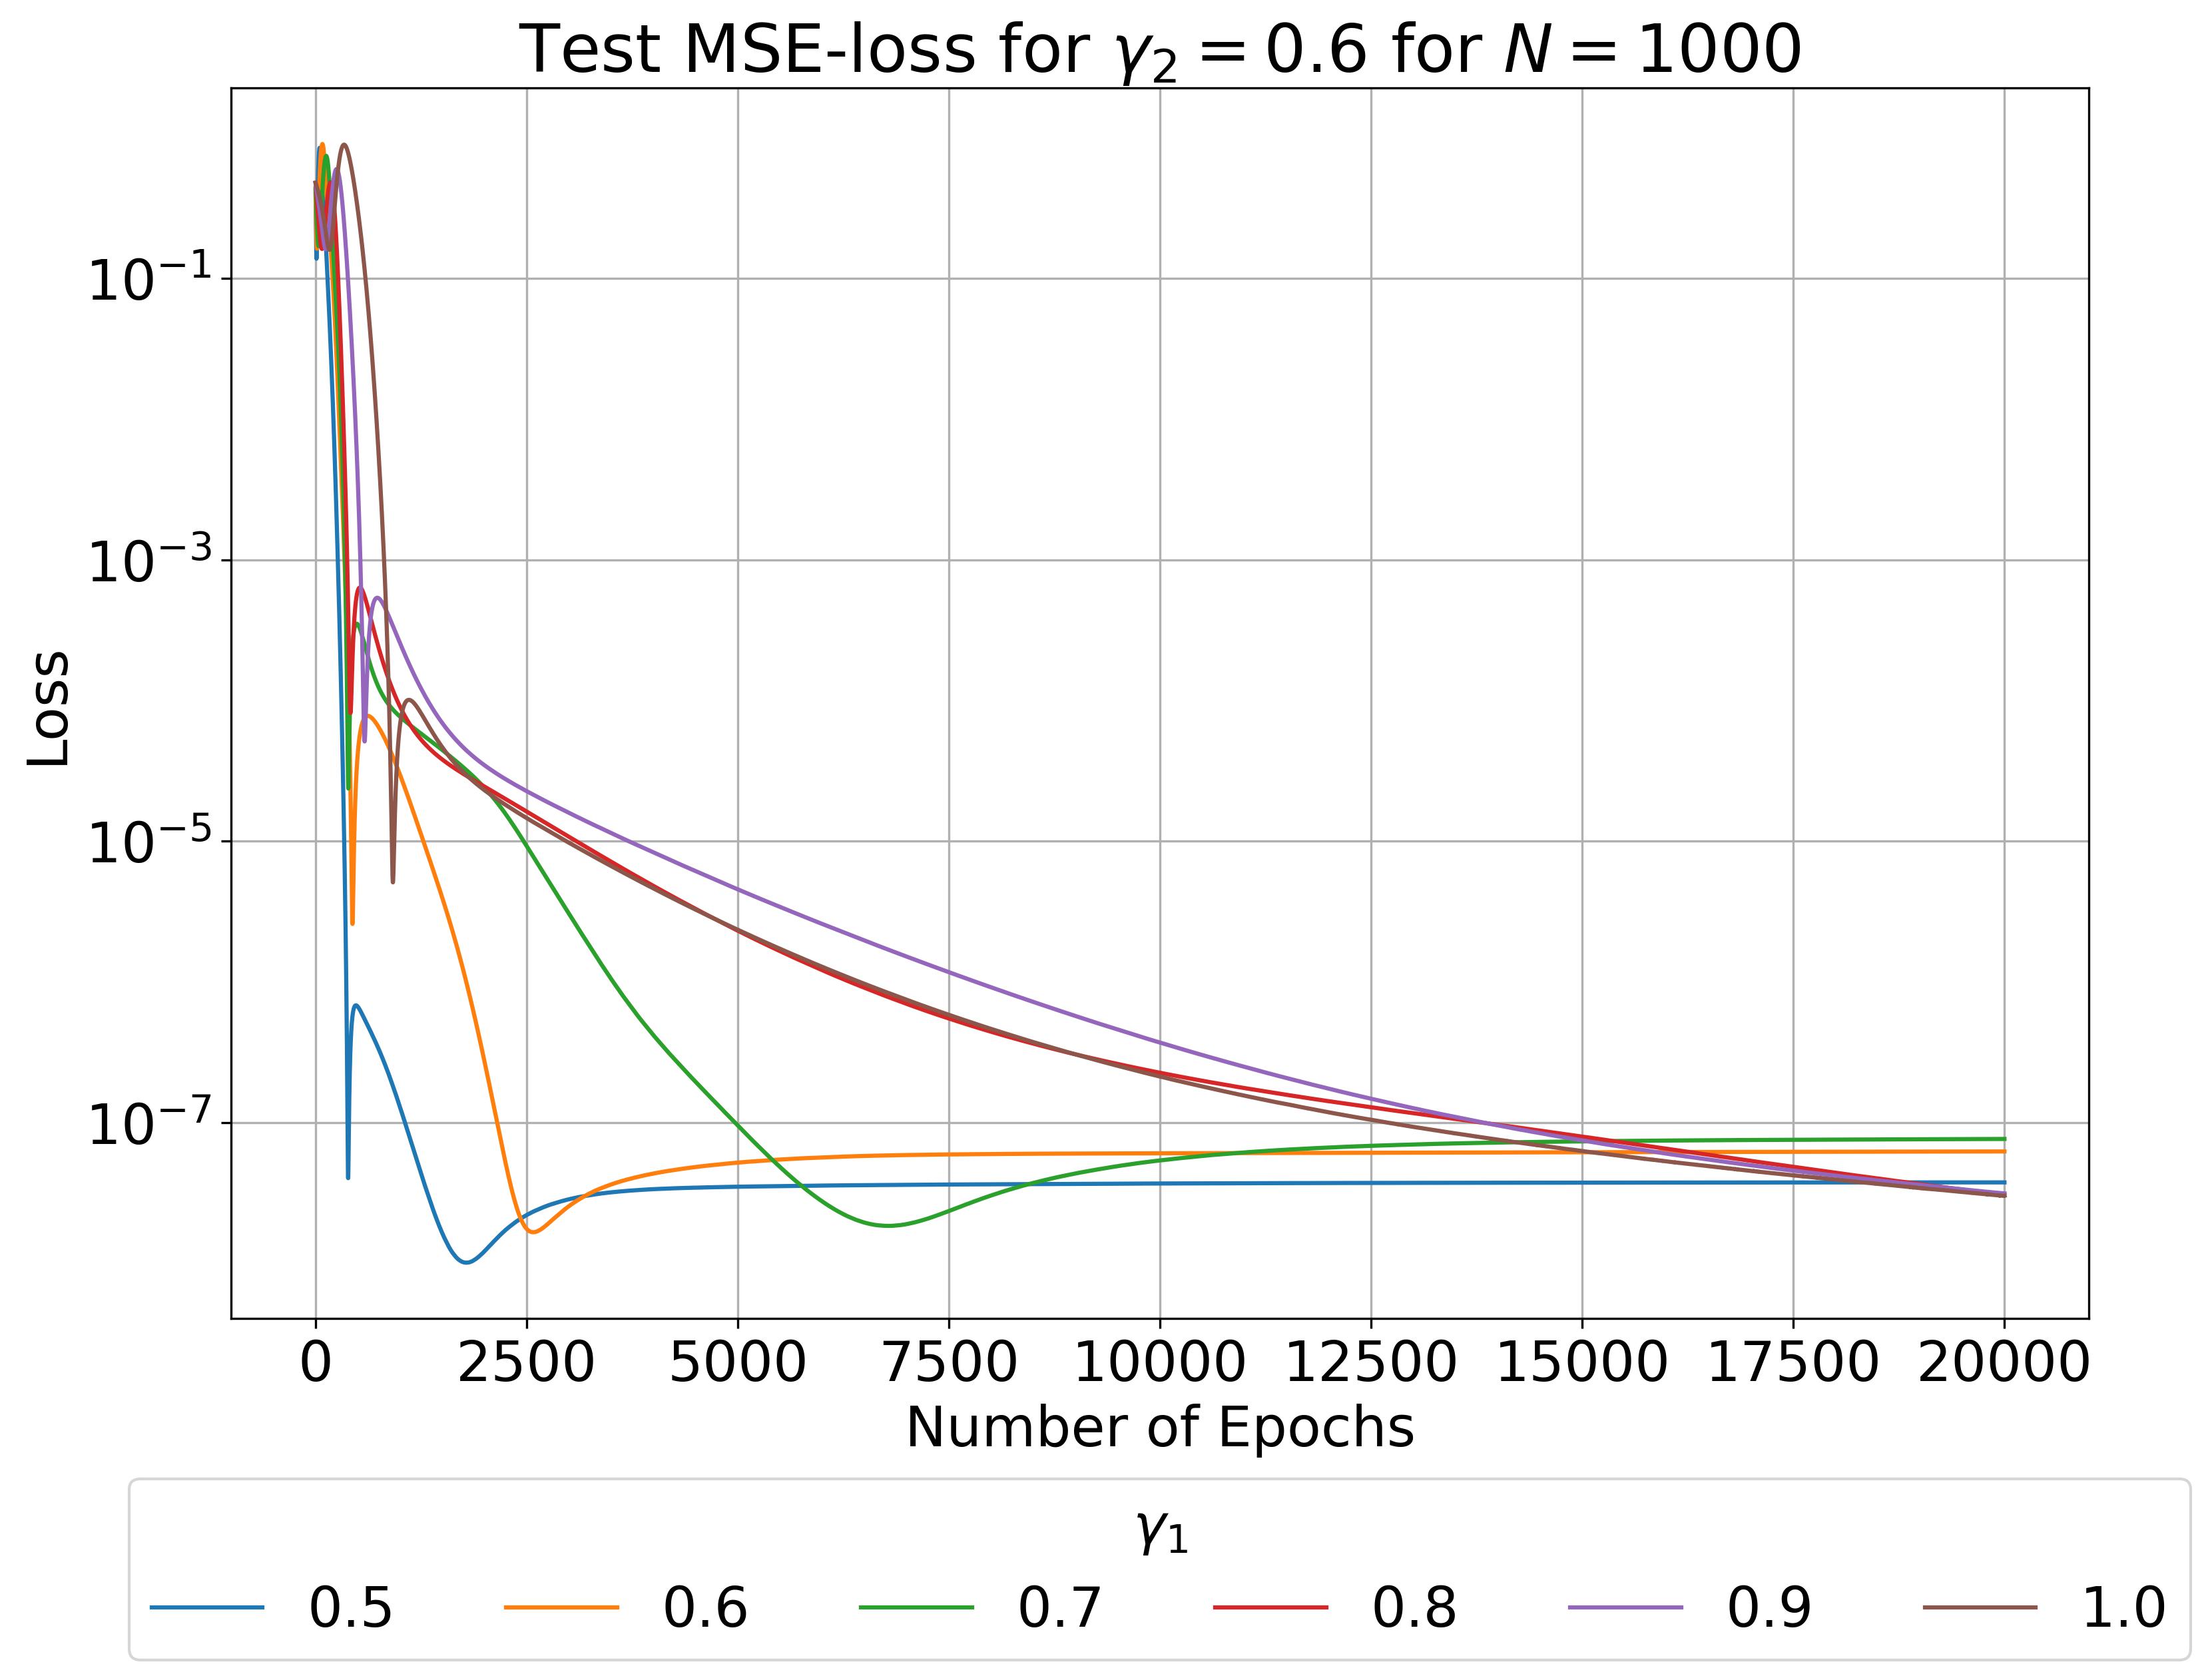 Test MSE-loss for γ₂ = 0.6 for N = 1000
10⁻¹
10⁻³
10⁻⁵
10⁻⁷
Loss
0 2500 5000 7500 10000 12500 15000 17500 20000
Number of Epochs
γ₁
0.5 0.6 0.7 0.8 0.9 1.0